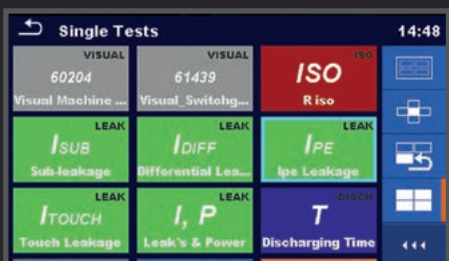 Single Tests
14:48
VISUAL
60204
Visual Machine ...
VISUAL
61439
Visual_Switchg...
ISO
ISO
R iso
LEAK
ISUB
Sub-leakage
LEAK
IDIFF
Differential Lea...
LEAK
IPE
Ipe Leakage
LEAK
ITOUCH
Touch Leakage
LEAK
I, P
Leak's & Power
DISCH
T
Discharging Time